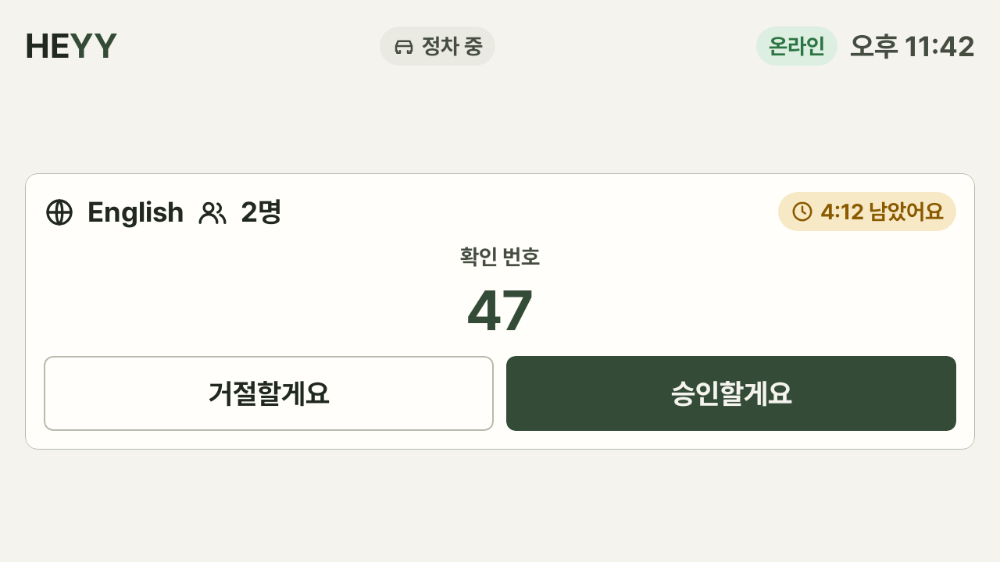 HEYY
정차 중
온라인
오후 11:42
English
2명
4:12 남았어요
확인 번호
47
거절할게요
승인할게요